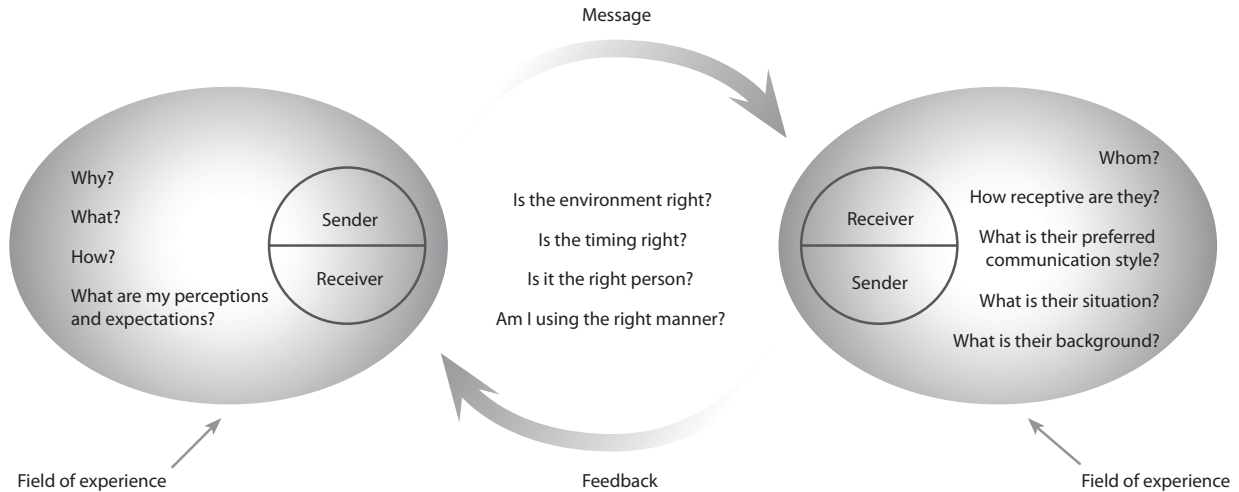 Message
Why?
What?
How?
What are my perceptions
and expectations?
Sender
Receiver
Is the environment right?
Is the timing right?
Is it the right person?
Am I using the right manner?
Receiver
Sender
Whom?
How receptive are they?
What is their preferred
communication style?
What is their situation?
What is their background?
Field of experience
Feedback
Field of experience